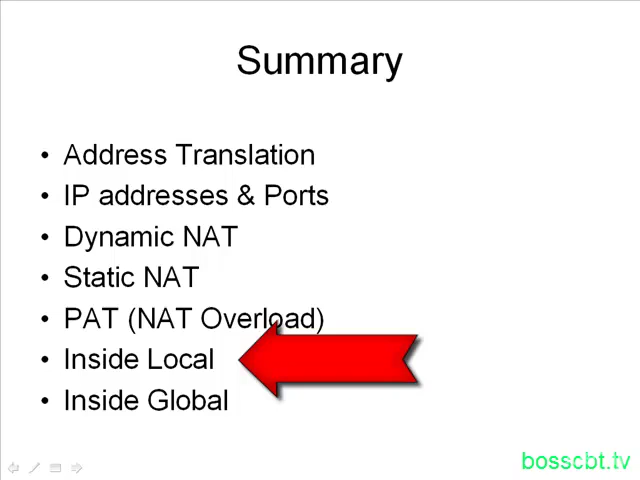 Summary
• Address Translation
• IP addresses & Ports
• Dynamic NAT
• Static NAT
• PAT (NAT Overload)
• Inside Local
• Inside Global
bosscbt.tv